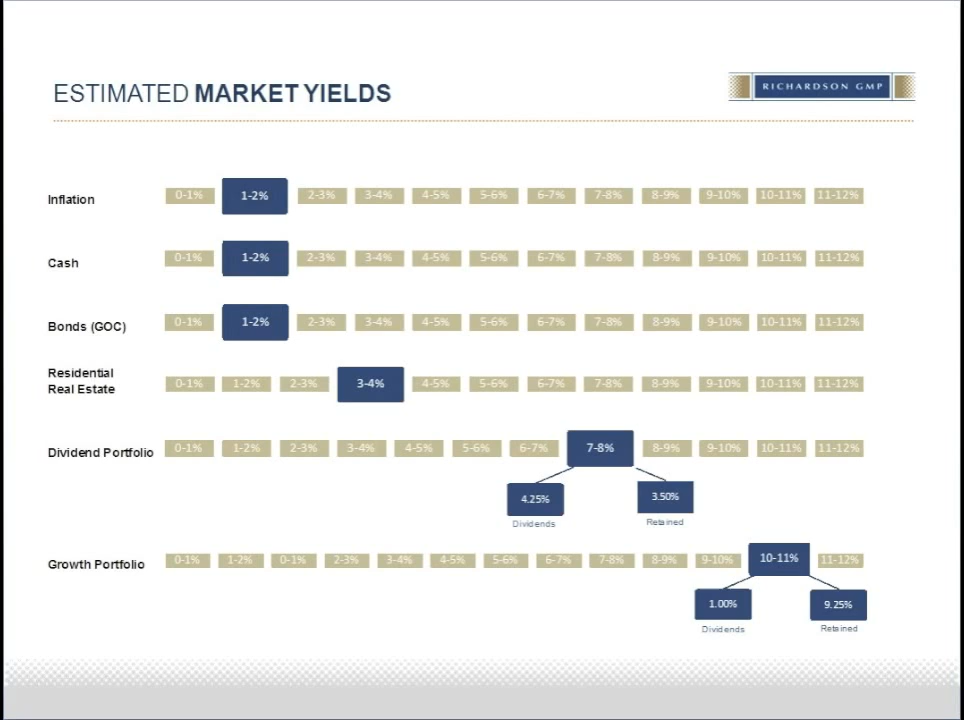 ESTIMATED MARKET YIELDS
RICHARDSON GMP
Inflation 0-1% 1-2% 2-3% 3-4% 4-5% 5-6% 6-7% 7-8% 8-9% 9-10% 10-11% 11-12%
Cash 0-1% 1-2% 2-3% 3-4% 4-5% 5-6% 6-7% 7-8% 8-9% 9-10% 10-11% 11-12%
Bonds (GOC) 0-1% 1-2% 2-3% 3-4% 4-5% 5-6% 6-7% 7-8% 8-9% 9-10% 10-11% 11-12%
Residential
Real Estate 0-1% 1-2% 2-3% 3-4% 4-5% 5-6% 6-7% 7-8% 8-9% 9-10% 10-11% 11-12%
Dividend Portfolio 0-1% 1-2% 2-3% 3-4% 4-5% 5-6% 6-7% 7-8% 8-9% 9-10% 10-11% 11-12%
4.25% 3.50%
Dividends Retained
Growth Portfolio 0-1% 1-2% 0-1% 2-3% 3-4% 4-5% 5-6% 6-7% 7-8% 8-9% 9-10% 10-11% 11-12%
1.00% 9.25%
Dividends Retained